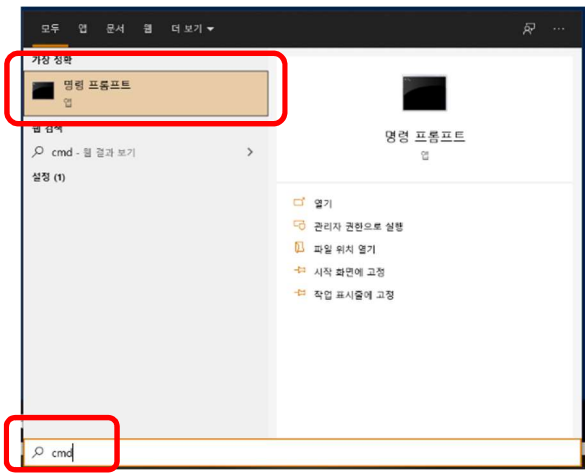 모두 앱 문서 웹 더 보기
가장 정확
명령 프롬프트
앱
웹 검색
cmd - 웹 결과 보기
설정 (1)
명령 프롬프트
앱
열기
관리자 권한으로 실행
파일 위치 열기
시작 화면에 고정
작업 표시줄에 고정
cmd